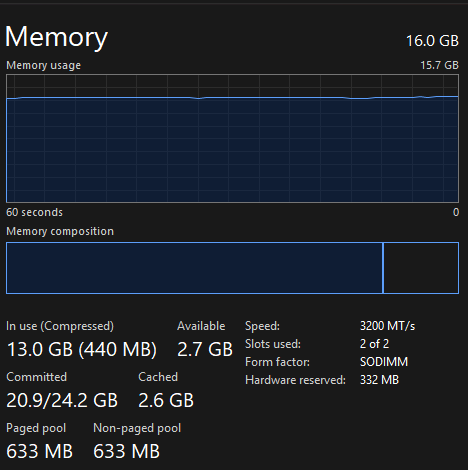 Memory 16.0 GB
Memory usage 15.7 GB
60 seconds 0
Memory composition
In use (Compressed) Available
13.0 GB (440 MB) 2.7 GB
Committed Cached
20.9/24.2 GB 2.6 GB
Paged pool Non-paged pool
633 MB 633 MB
Speed: 3200 MT/s
Slots used: 2 of 2
Form factor: SODIMM
Hardware reserved: 332 MB